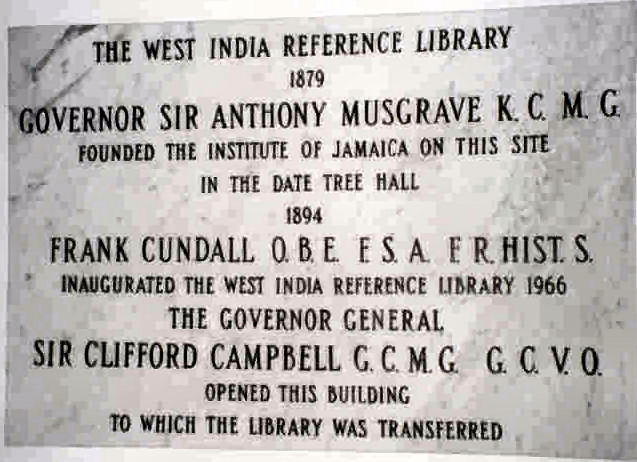 THE WEST INDIA REFERENCE LIBRARY
1879
GOVERNOR SIR ANTHONY MUSGRAVE K. C. M. G.
FOUNDED THE INSTITUTE OF JAMAICA ON THIS SITE
IN THE DATE TREE HALL
1894
FRANK CUNDALL O. B. E. F. S. A. F. R. HIST. S.
INAUGURATED THE WEST INDIA REFERENCE LIBRARY 1966
THE GOVERNOR GENERAL,
SIR CLIFFORD CAMPBELL G. C. M. G. G. C. V. O.
OPENED THIS BUILDING
TO WHICH THE LIBRARY WAS TRANSFERRED